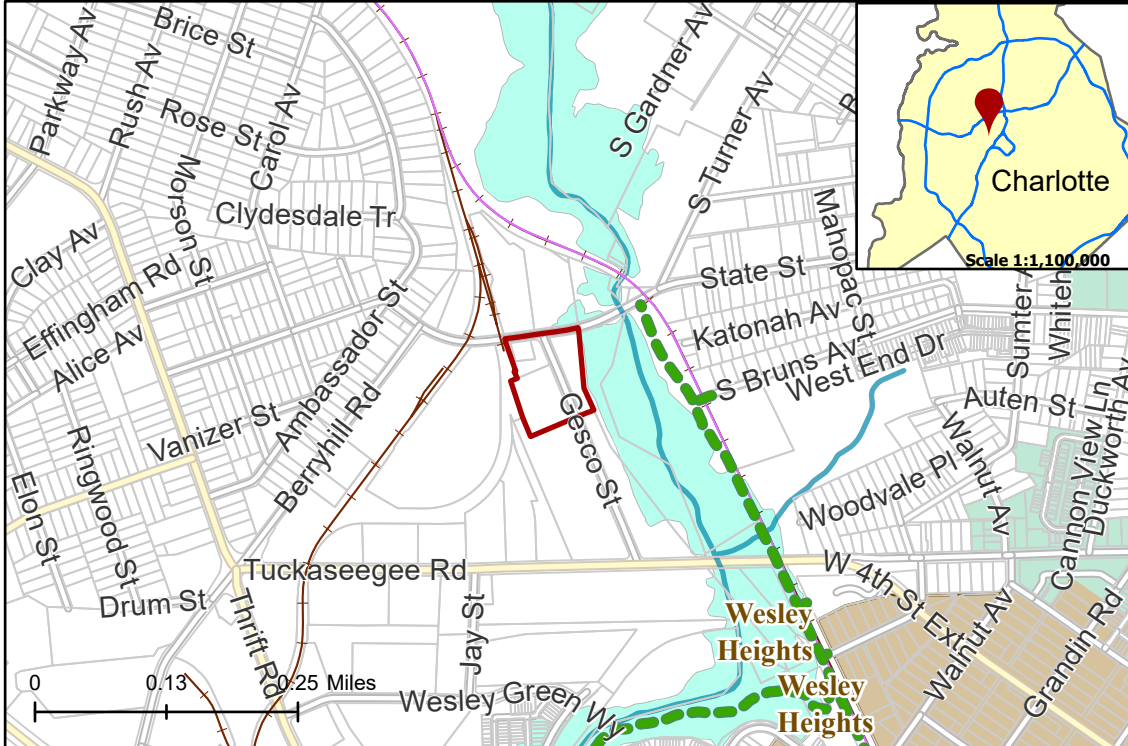 Brice St
Parkway Av
Rush Av
Rose St
Carol Av
Morson St
Clydesdale Tr
Clay Av
Effingham Rd
Alice Av
Ambassador St
Vanizer St
Berryhill Rd
Ringwood St
Elon St
Drum St
Tuckaseegee Rd
Thrift Rd
Jay St
Wesley Green Wy
Gesco St
S Gardner Av
S Turner Av
State St
Mahopac St
Katonah Av
S Bruns Av
West End Dr
Sumter A
Whiteh
Auten St
Walnut Av
Woodvale Pl
Cannon View Ln
Duckworth Av
W 4th St Ext
Walnut Av
Grandin Rd
Wesley
Heights
Wesley
Heights
Charlotte
Scale 1:1,100,000
0 0.13 0.25 Miles